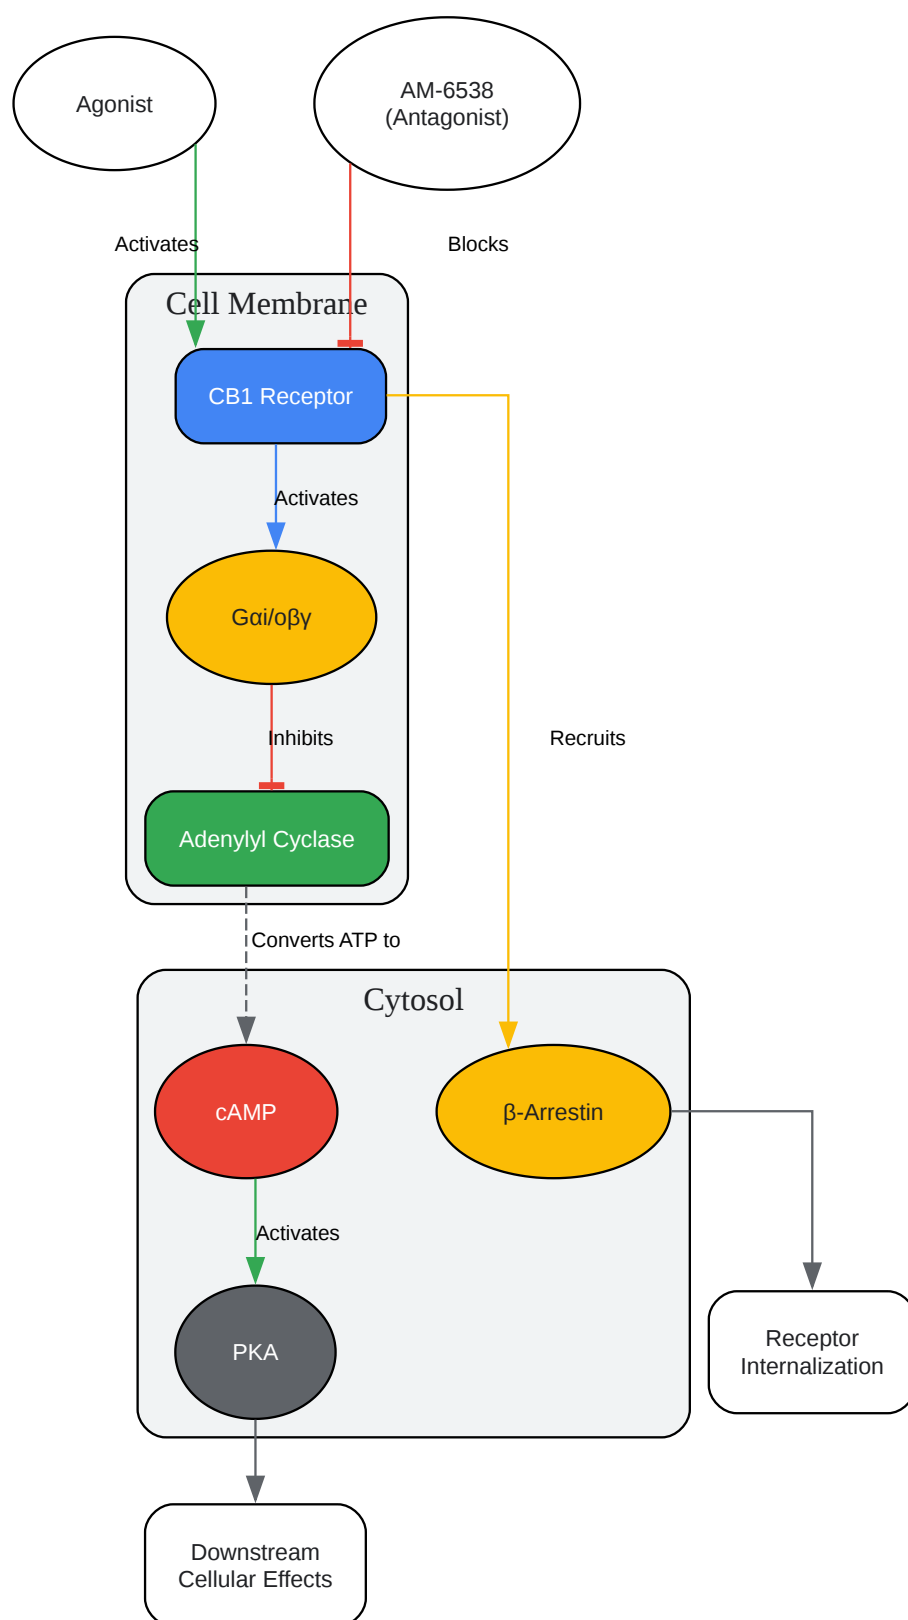 Agonist
AM-6538
(Antagonist)
Activates
Blocks
Cell Membrane
CB1 Receptor
Activates
Gαi/oβγ
Inhibits
Recruits
Adenylyl Cyclase
Converts ATP to
Cytosol
cAMP
β-Arrestin
Activates
PKA
Receptor
Internalization
Downstream
Cellular Effects